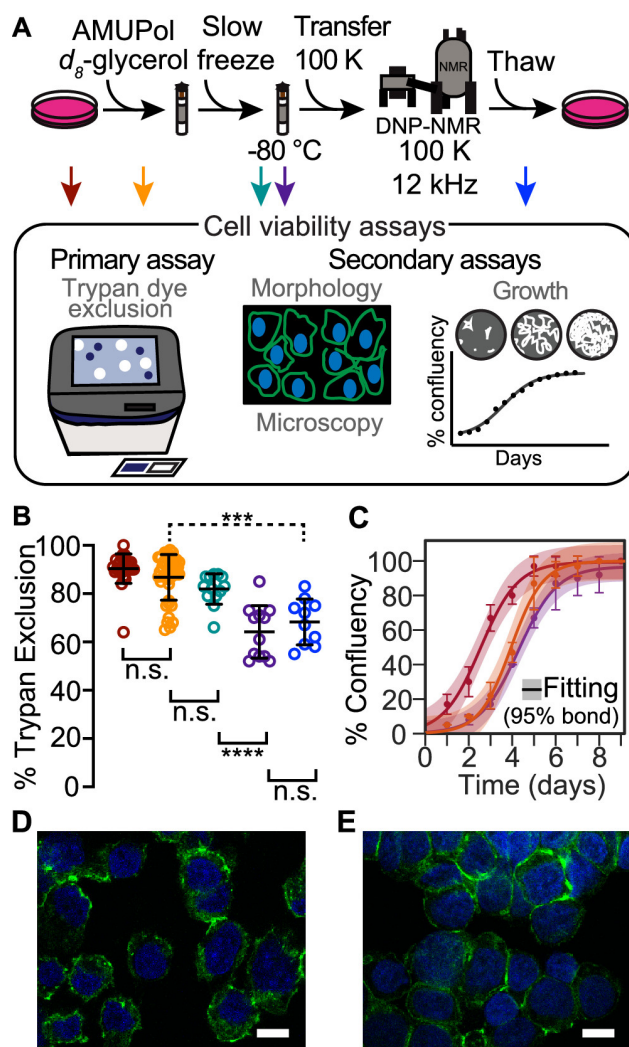 A
AMUPol
d8-glycerol
Slow
freeze
Transfer
100 K
NMR
Thaw
-80 °C
DNP-NMR
100 K
12 kHz
Cell viability assays
Primary assay
Secondary assays
Trypan dye
exclusion
Morphology
Microscopy
Growth
% confluency
Days
B
% Trypan Exclusion
100
80
60
40
20
0
***
n.s.
n.s.
****
n.s.
C
% Confluency
100
80
60
40
20
0
Fitting
(95% bond)
0 2 4 6 8
Time (days)
D
E